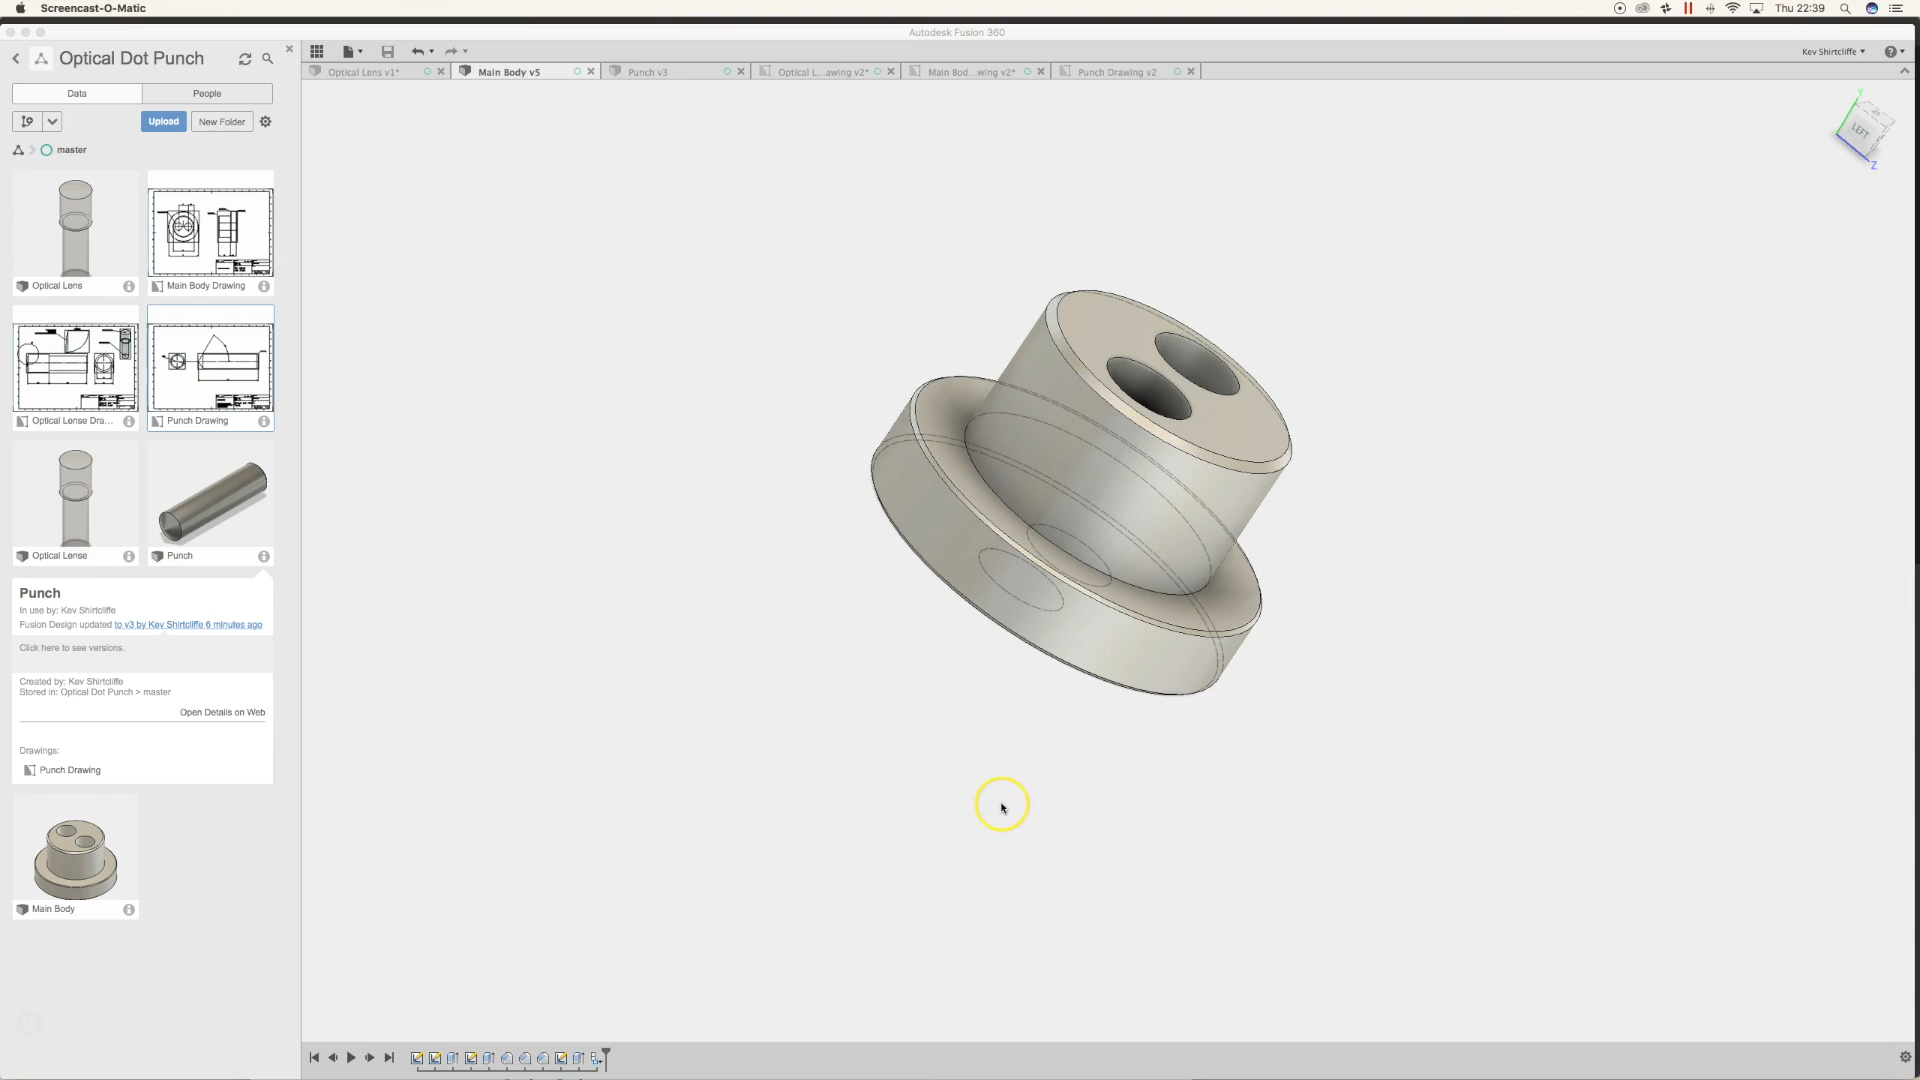 Screencast-O-Matic
Thu 22:39
Autodesk Fusion 360
Optical Dot Punch
Kev Shirtcliffe
Optical Lens v1*
Main Body v5
Punch v3
Optical L...awing v2*
Main Bod...wing v2*
Punch Drawing v2
Data
People
Upload
New Folder
master
LEFT
Y
Z
Optical Lens
Main Body Drawing
Optical Lense Dra...
Punch Drawing
Optical Lense
Punch
Punch
In use by: Kev Shirtcliffe
Fusion Design updated to v3 by Kev Shirtcliffe 6 minutes ago
Click here to see versions.
Created by: Kev Shirtcliffe
Stored in: Optical Dot Punch > master
Open Details on Web
Drawings:
Punch Drawing
Main Body